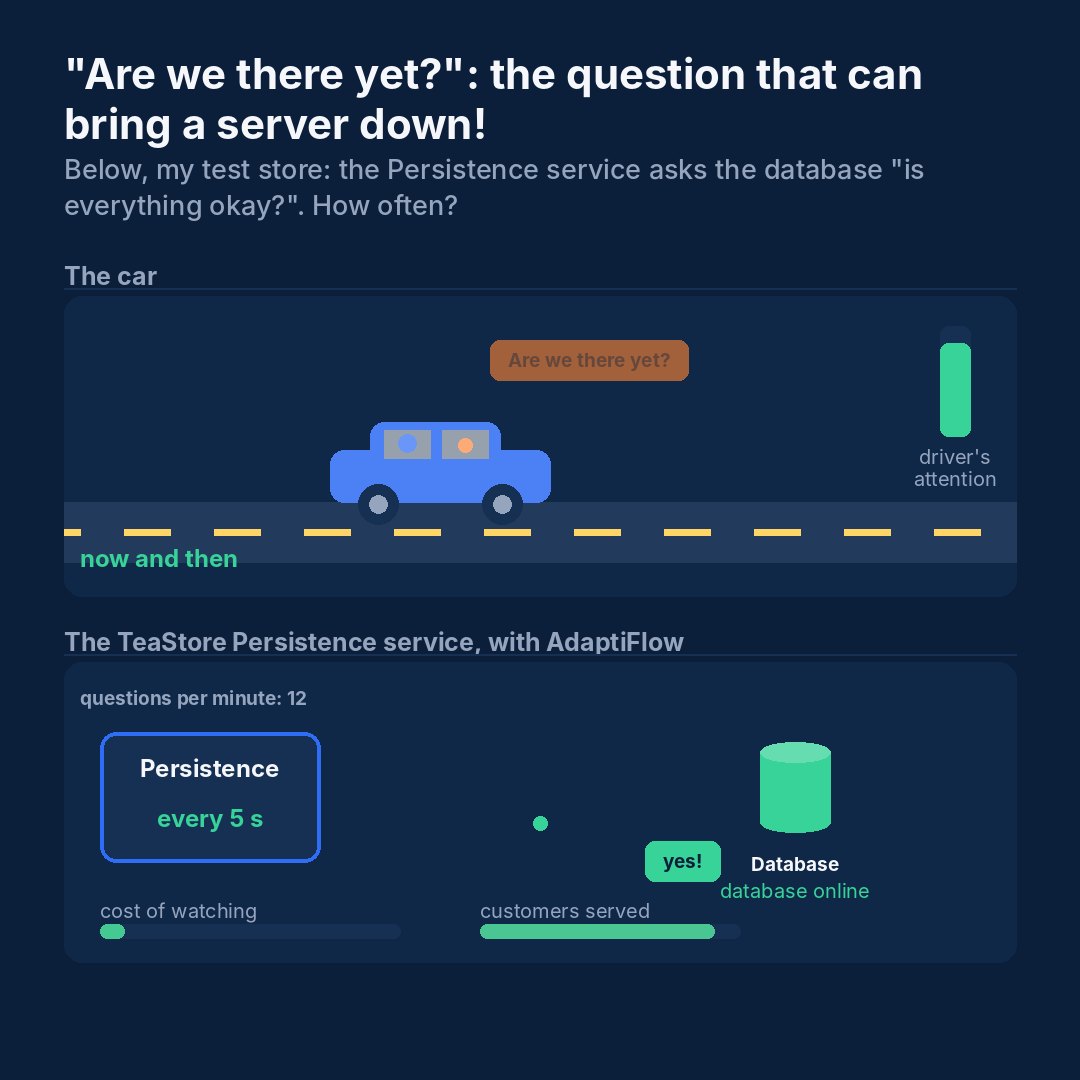 "Are we there yet?": the question that can
bring a server down!
Below, my test store: the Persistence service asks the database "is
everything okay?". How often?
The car
Are we there yet?
driver's
attention
now and then
The TeaStore Persistence service, with AdaptiFlow
questions per minute: 12
Persistence
every 5 s
yes!
Database
database online
cost of watching
customers served